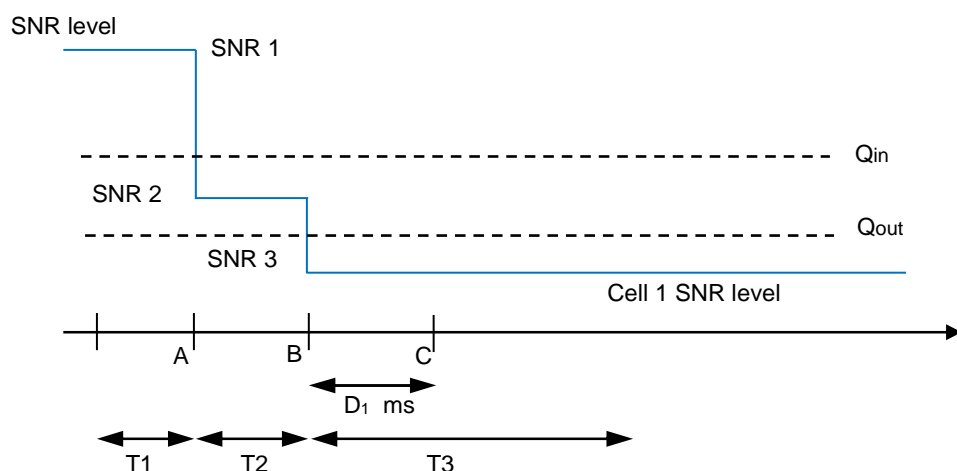 SNR level
SNR 1
Qin
SNR 2
Qout
SNR 3
Cell 1 SNR level
A
B
C
D1 ms
T1
T2
T3